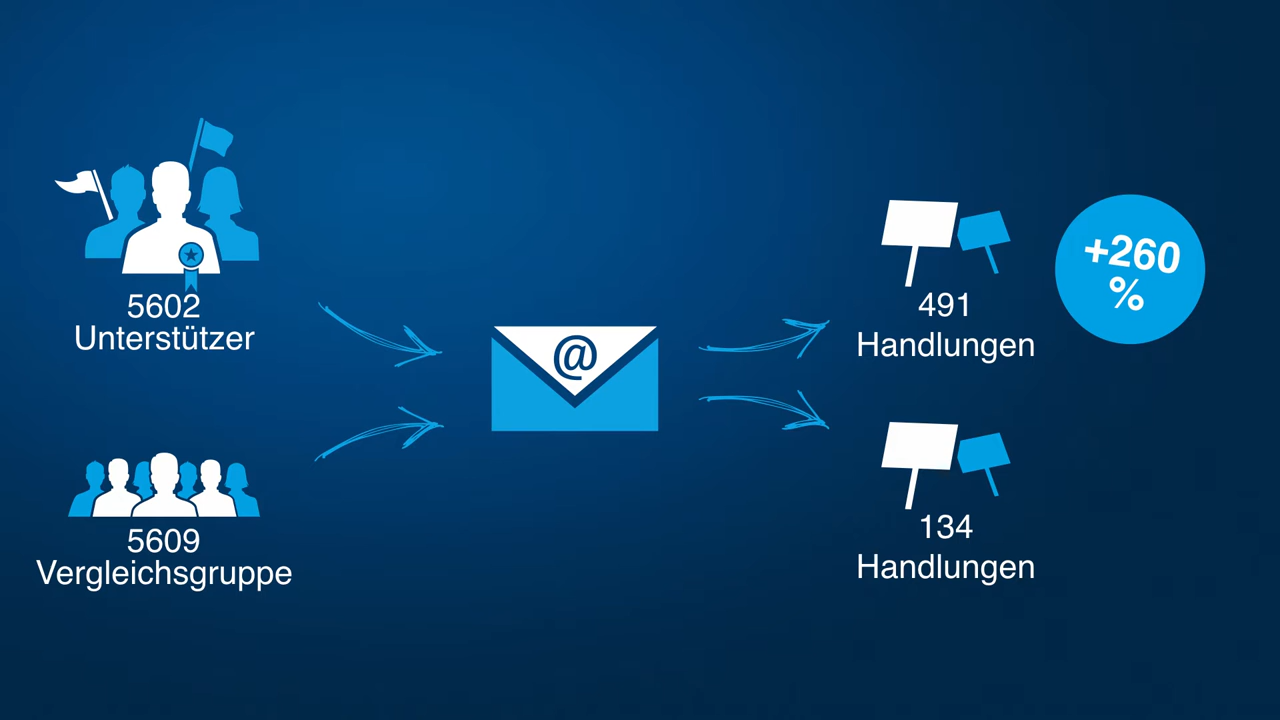 5602
Unterstützer
@
491
Handlungen
+260
%
5609
Vergleichsgruppe
134
Handlungen